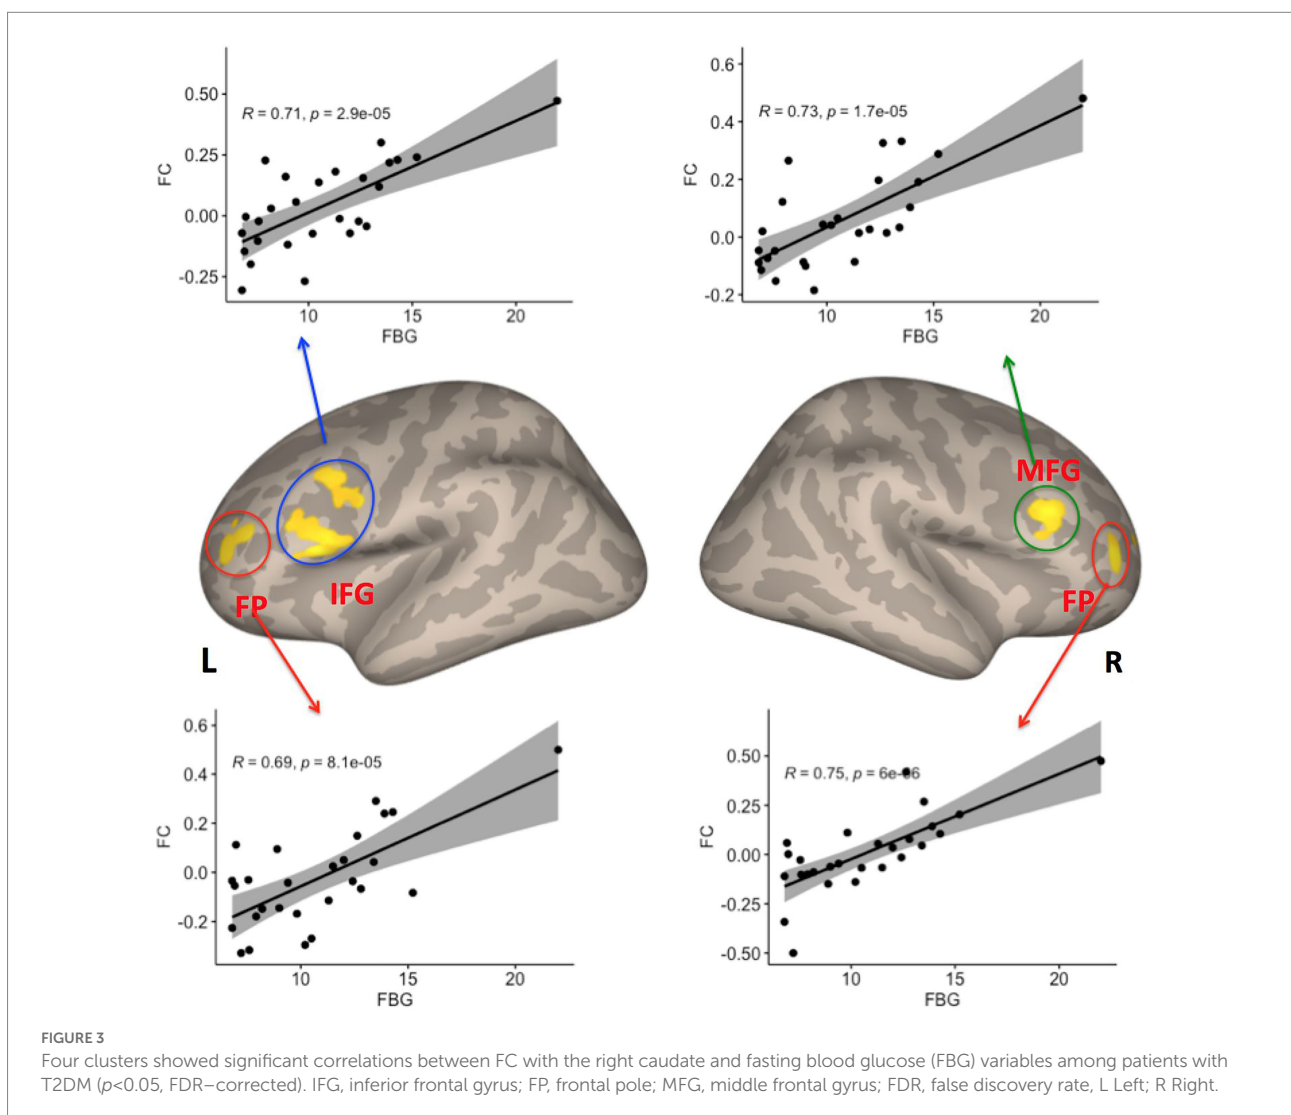 0.50
0.25
0.00
-0.25
FC
R = 0.71, p = 2.9e-05
10 15 20
FBG
0.6
0.4
0.2
0.0
-0.2
FC
R = 0.73, p = 1.7e-05
10 15 20
FBG
MFG
IFG
FP
FP
L
R
0.6
0.4
0.2
0.0
-0.2
FC
R = 0.69, p = 8.1e-05
10 15 20
FBG
0.50
0.25
0.00
-0.25
-0.50
FC
R = 0.75, p = 6e-06
10 15 20
FBG
FIGURE 3
Four clusters showed significant correlations between FC with the right caudate and fasting blood glucose (FBG) variables among patients with
T2DM (p<0.05, FDR–corrected). IFG, inferior frontal gyrus; FP, frontal pole; MFG, middle frontal gyrus; FDR, false discovery rate, L Left; R Right.